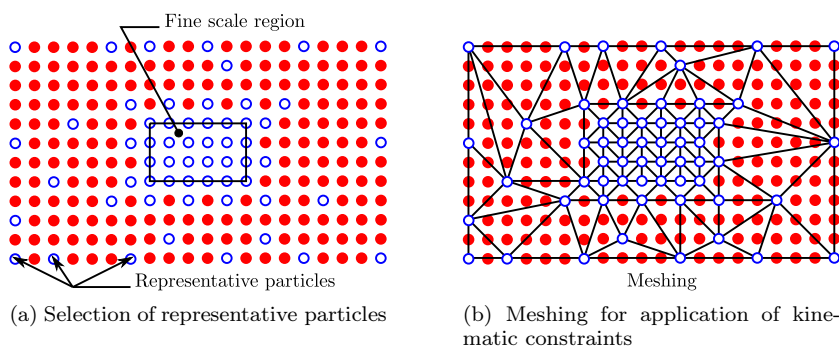 Fine scale region
Representative particles
(a) Selection of representative particles
Meshing
(b) Meshing for application of kine-
matic constraints